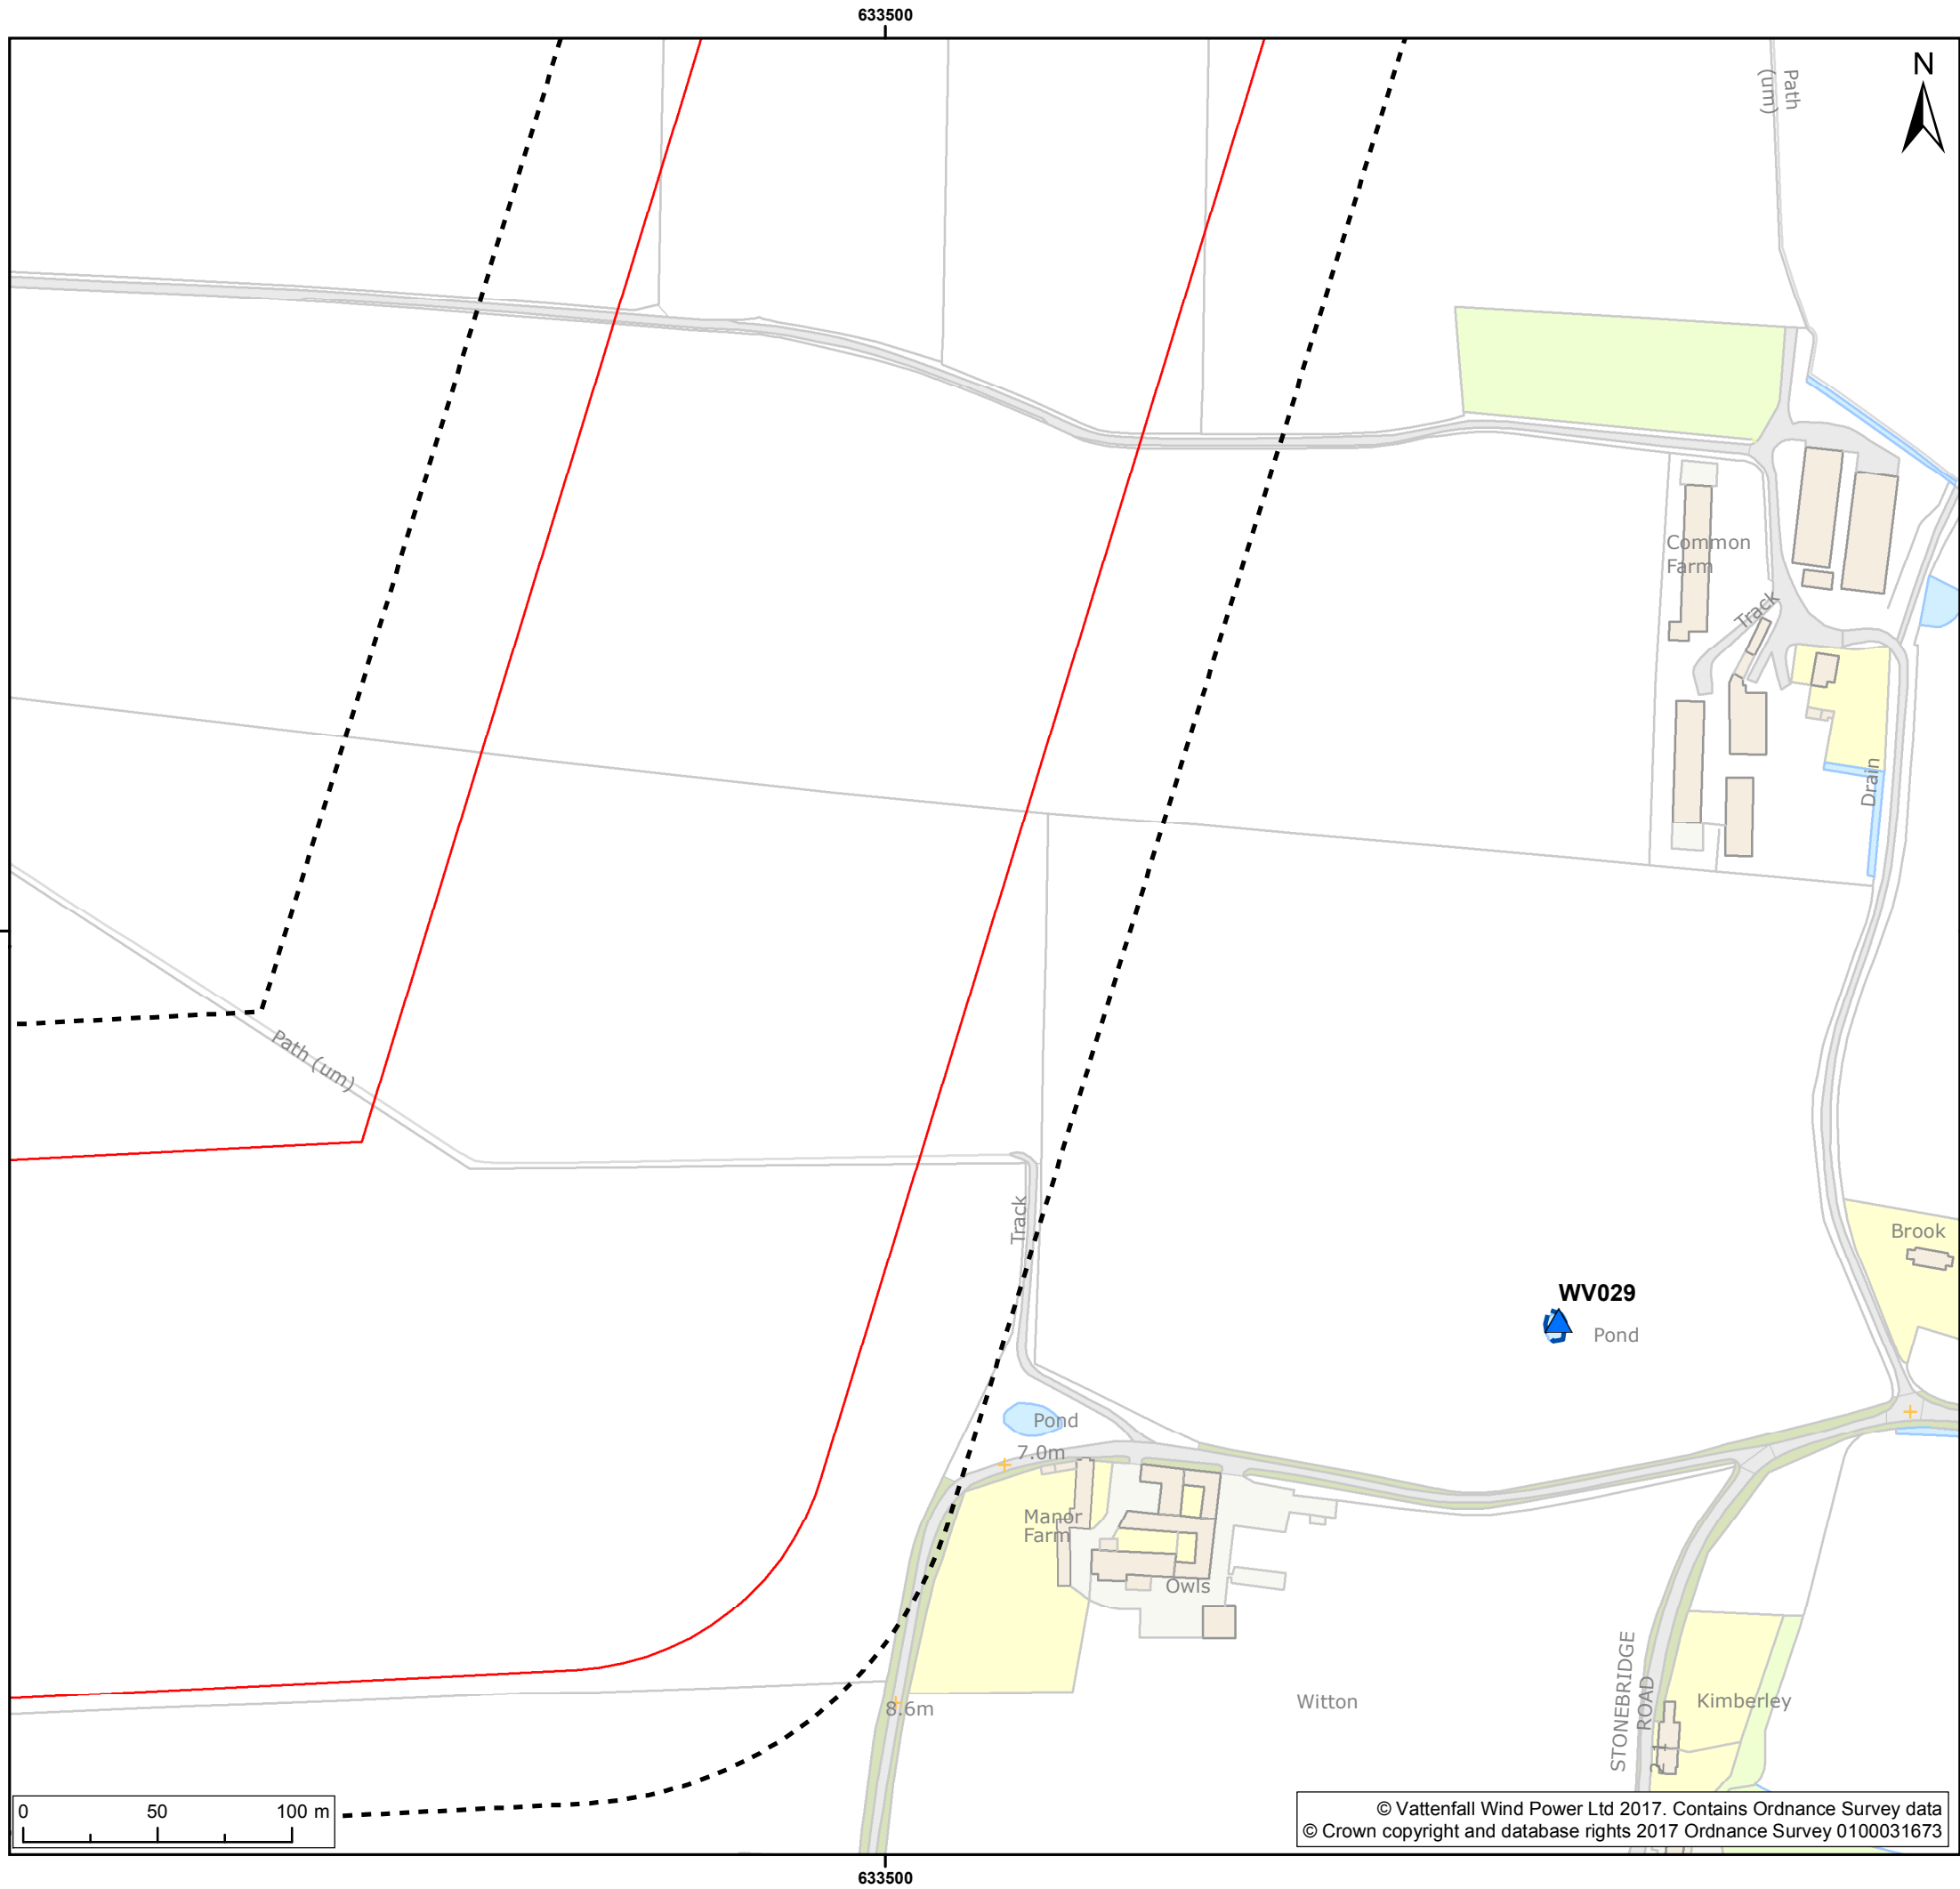 633500
N
Path
(um)
Common
Farm
Track
Drain
Path (um)
Track
Brook
WV029
Pond
Pond
7.0m
Manor
Farm
Owls
STONEBRIDGE
ROAD
Witton
Kimberley
8.6m
2 1
0 50 100 m
© Vattenfall Wind Power Ltd 2017. Contains Ordnance Survey data
© Crown copyright and database rights 2017 Ordnance Survey 0100031673
633500